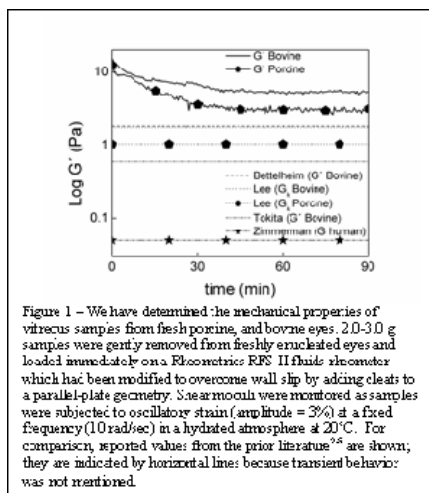 G' Bovine
G' Porcine
10
1
0.1
Log G' (Pa)
Bettelheim (G' Bovine)
Lee (G Bovine)
Lee (G Porcine)
Tokita (G' Bovine)
Zimmerman (G human)
0
30
60
90
time (min)
Figure 1 – We have determined the mechanical properties of
vitreous samples from fresh porcine, and bovine eyes. 2.0-3.0 g
samples were gently removed from freshly enucleated eyes and
loaded immediately on a Rheometrics RFS II fluids rheometer
which had been modified to overcome wall slip by adding cleats to
a parallel-plate geometry. Shear moduli were monitored as samples
were subjected to oscillatory strain (amplitude = 3%) at a fixed
frequency (10 rad/sec) in a hydrated atmosphere at 20°C. For
comparison, reported values from the prior literature are shown;
they are indicated by horizontal lines because transient behavior
was not mentioned.